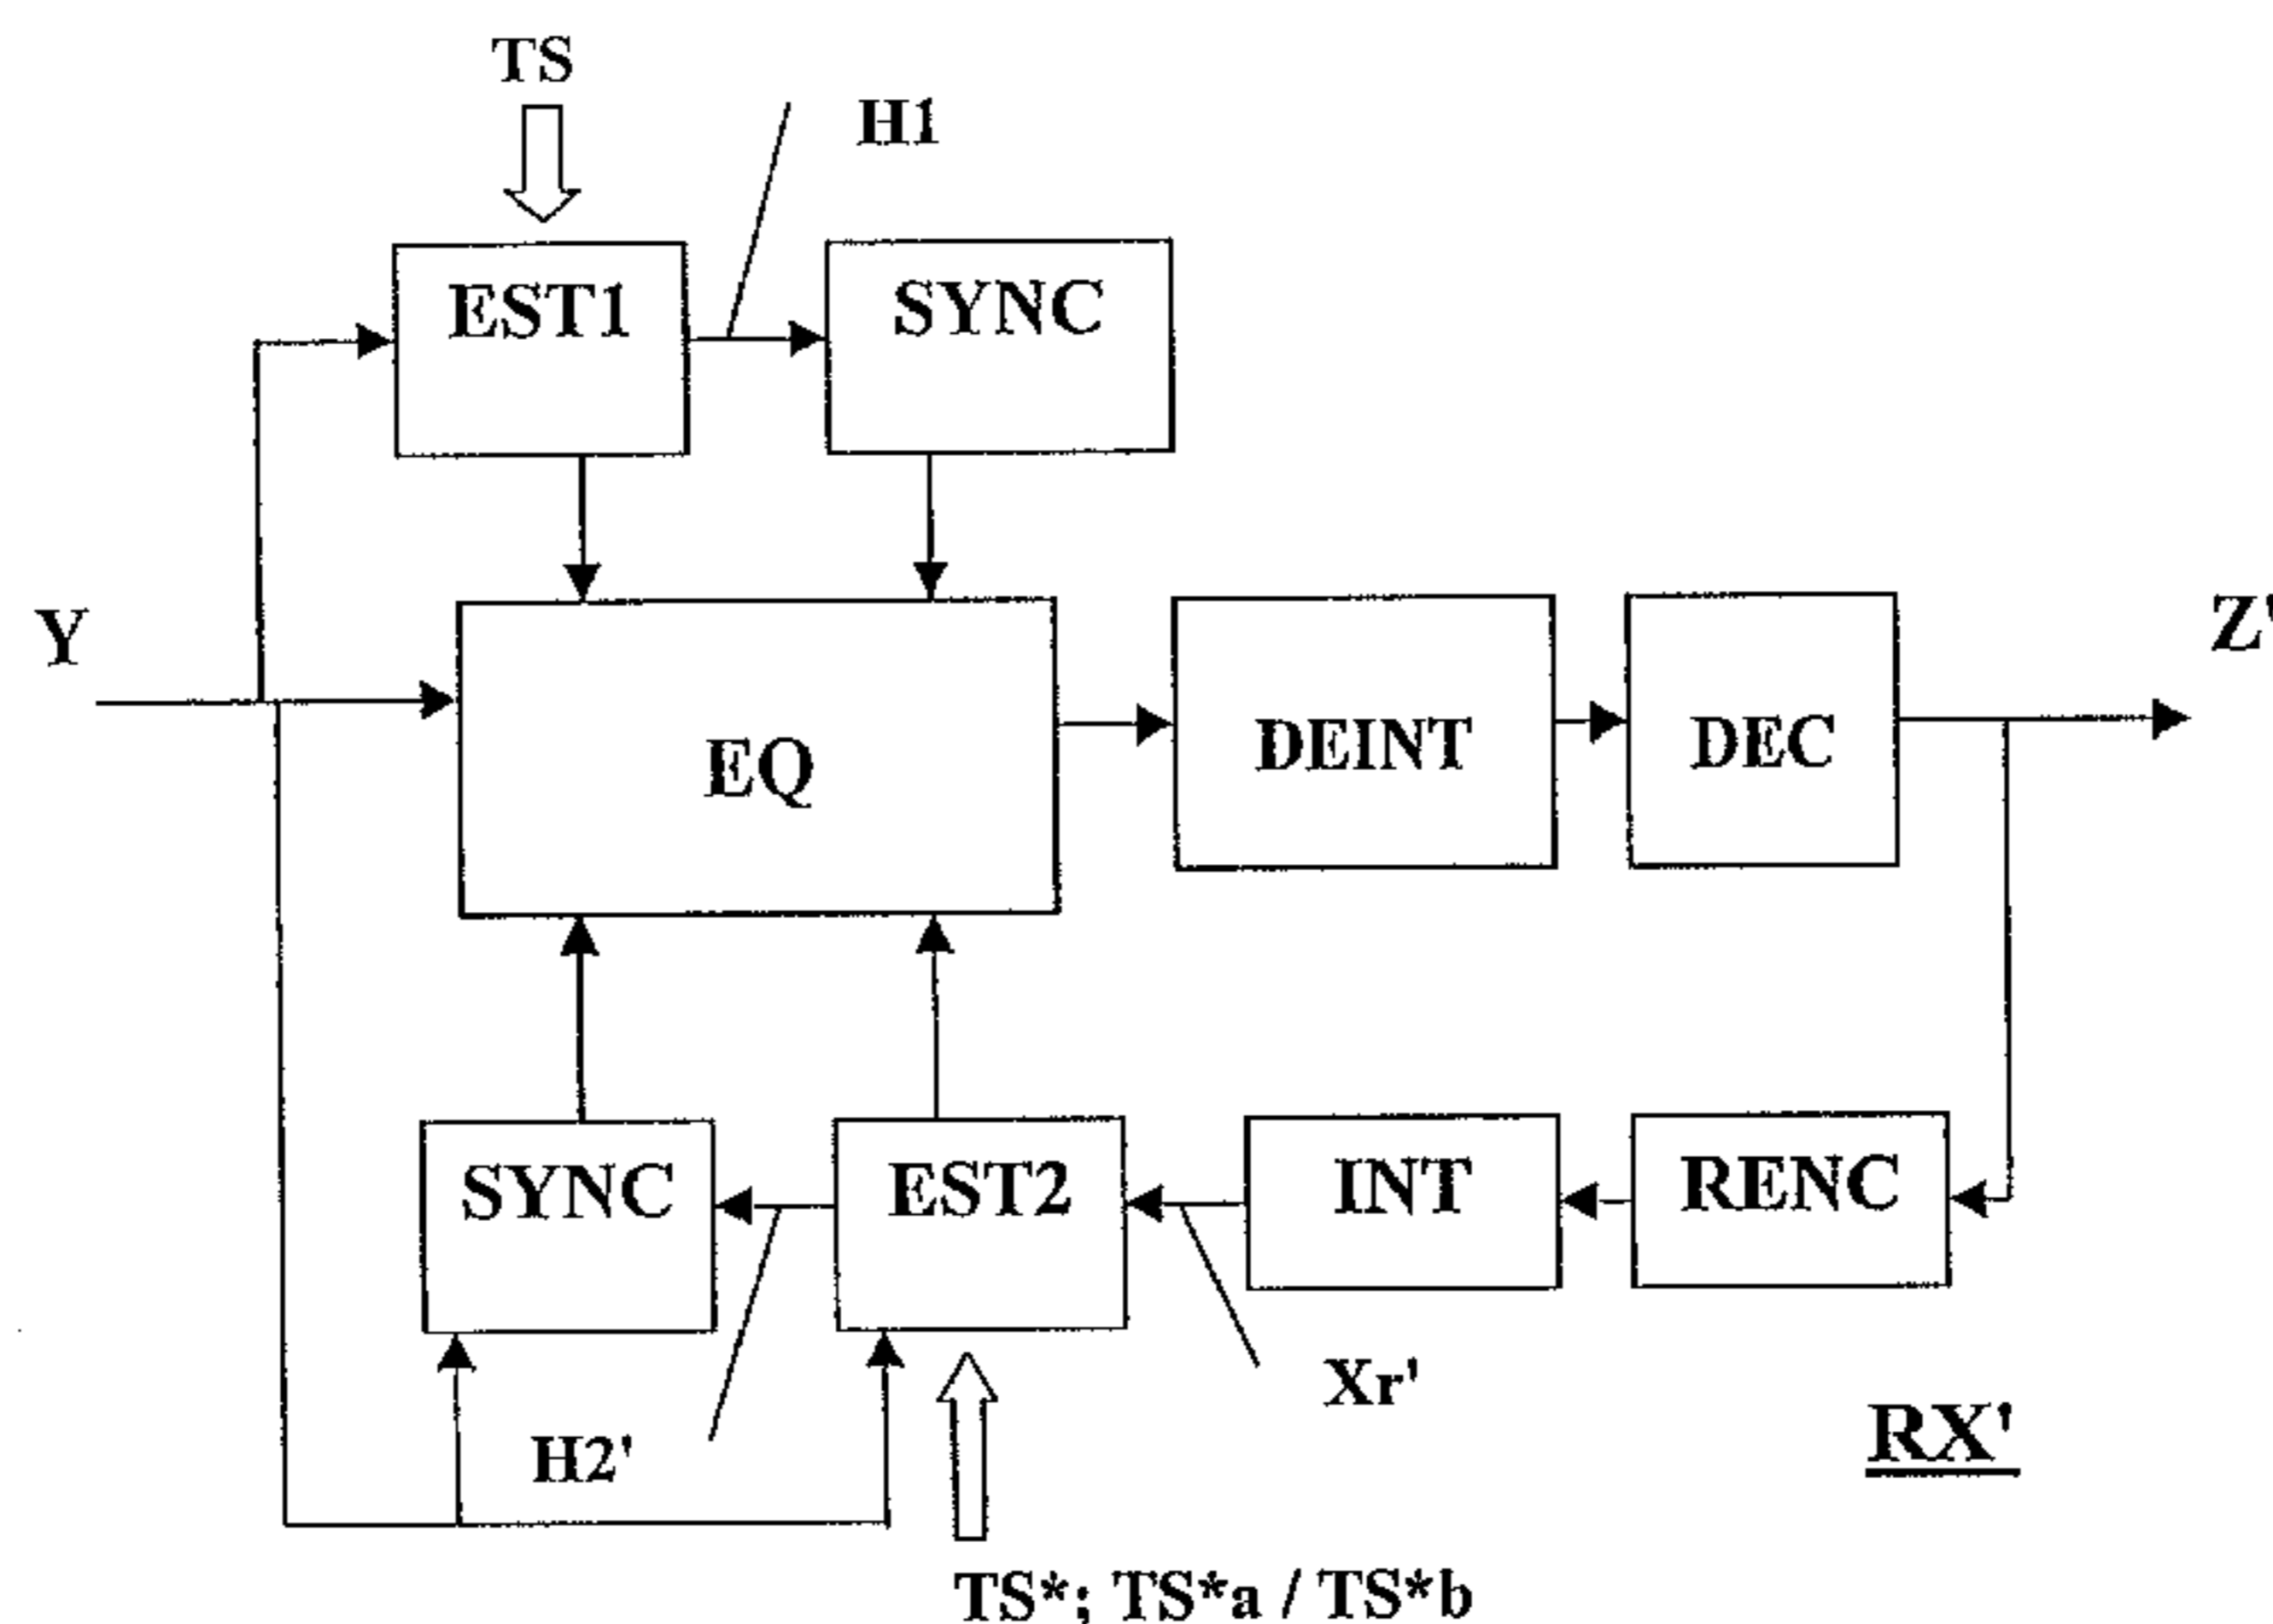 TS
H1
EST1
SYNC
Y
Z'
EQ
DEINT
DEC
SYNC
EST2
INT
RENC
H2'
Xr'
RX'
TS*; TS*a / TS*b